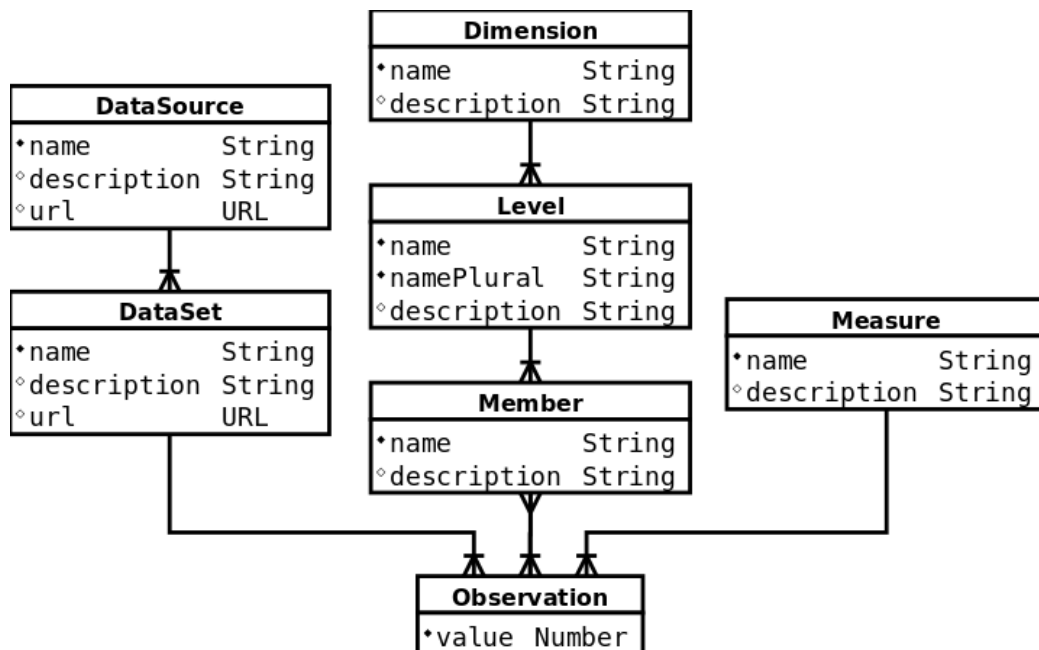 Dimension
name String
description String
DataSource
name String
description String
url URL
Level
name String
namePlural String
description String
DataSet
name String
description String
url URL
Measure
name String
description String
Member
name String
description String
Observation
value Number